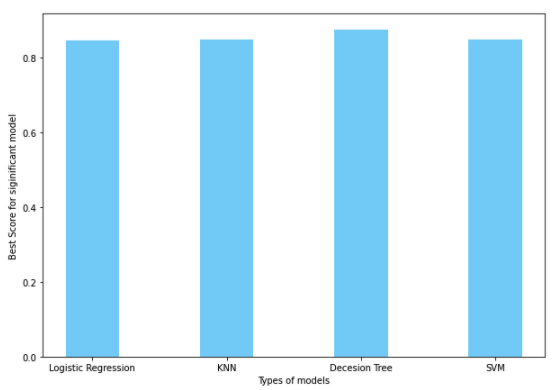 Best Score for siginificant model
0.8
0.6
0.4
0.2
0.0
Logistic Regression
KNN
Decesion Tree
SVM
Types of models